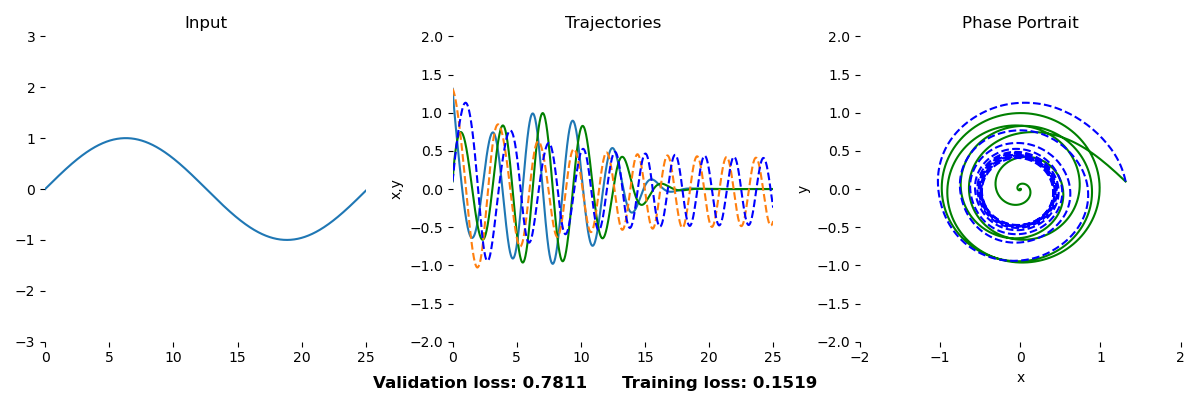 Input
3
2
1
0
−1
−2
−3
0 5 10 15 20 25
Trajectories
x,y
2.0
1.5
1.0
0.5
0.0
−0.5
−1.0
−1.5
−2.0
0 5 10 15 20 25
Phase Portrait
y
2.0
1.5
1.0
0.5
0.0
−0.5
−1.0
−1.5
−2.0
−2 −1 0 1 2
x
Validation loss: 0.7811 Training loss: 0.1519